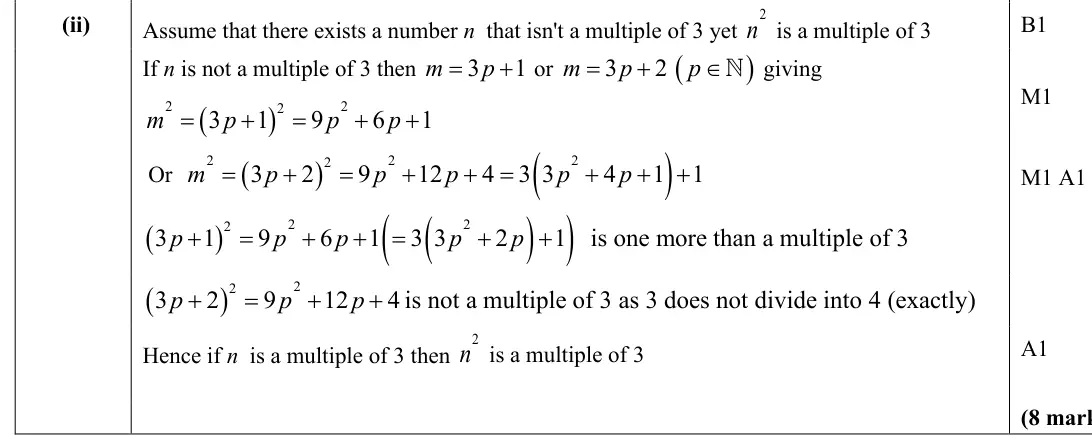 (ii) Assume that there exists a number n that isn't a multiple of 3 yet n² is a multiple of 3 B1
If n is not a multiple of 3 then m = 3p + 1 or m = 3p + 2 (p ∈ ℕ) giving
M1
m² = (3p + 1)² = 9p² + 6p + 1
Or m² = (3p + 2)² = 9p² + 12p + 4 = 3(3p² + 4p + 1) + 1 M1 A1
(3p + 1)² = 9p² + 6p + 1(= 3(3p² + 2p) + 1) is one more than a multiple of 3
(3p + 2)² = 9p² + 12p + 4 is not a multiple of 3 as 3 does not divide into 4 (exactly)
Hence if n is a multiple of 3 then n² is a multiple of 3 A1
(8 mark